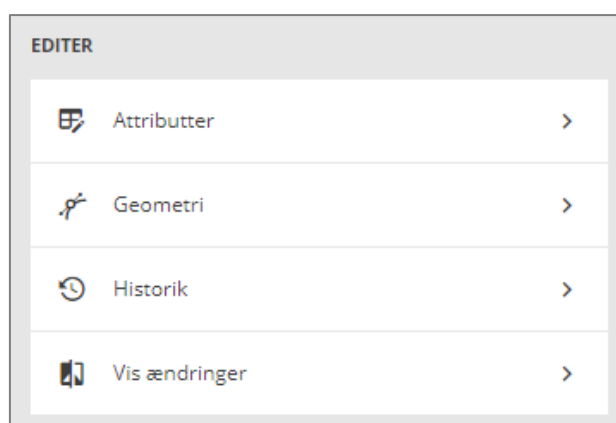 EDITER
Attributter
Geometri
Historik
Vis ændringer